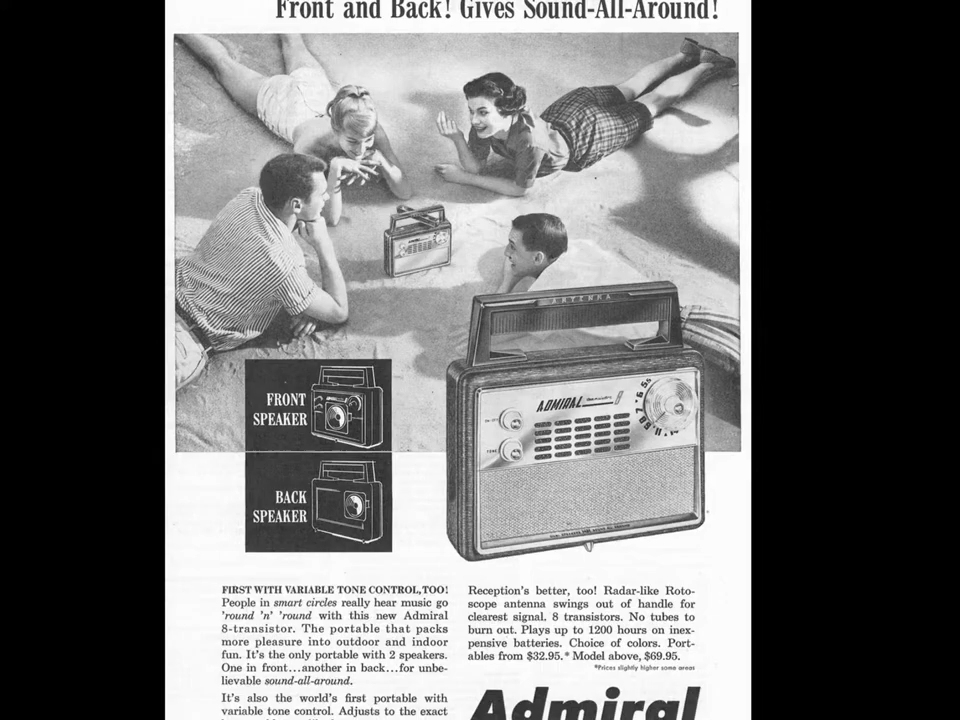 Front and Back! Gives Sound-All-Around!
ANTENNA
ADMIRAL
FRONT
SPEAKER
BACK
SPEAKER
FIRST WITH VARIABLE TONE CONTROL, TOO!
People in smart circles really hear music go
'round 'n' 'round with this new Admiral
8-transistor. The portable that packs
more pleasure into outdoor and indoor
fun. It's the only portable with 2 speakers.
One in front...another in back...for unbe-
lievable sound-all-around.
It's also the world's first portable with
variable tone control. Adjusts to the exact
Reception's better, too! Radar-like Roto-
scope antenna swings out of handle for
clearest signal. 8 transistors. No tubes to
burn out. Plays up to 1200 hours on inex-
pensive batteries. Choice of colors. Port-
ables from $32.95.* Model above, $69.95.
*Prices slightly higher some areas
Admiral